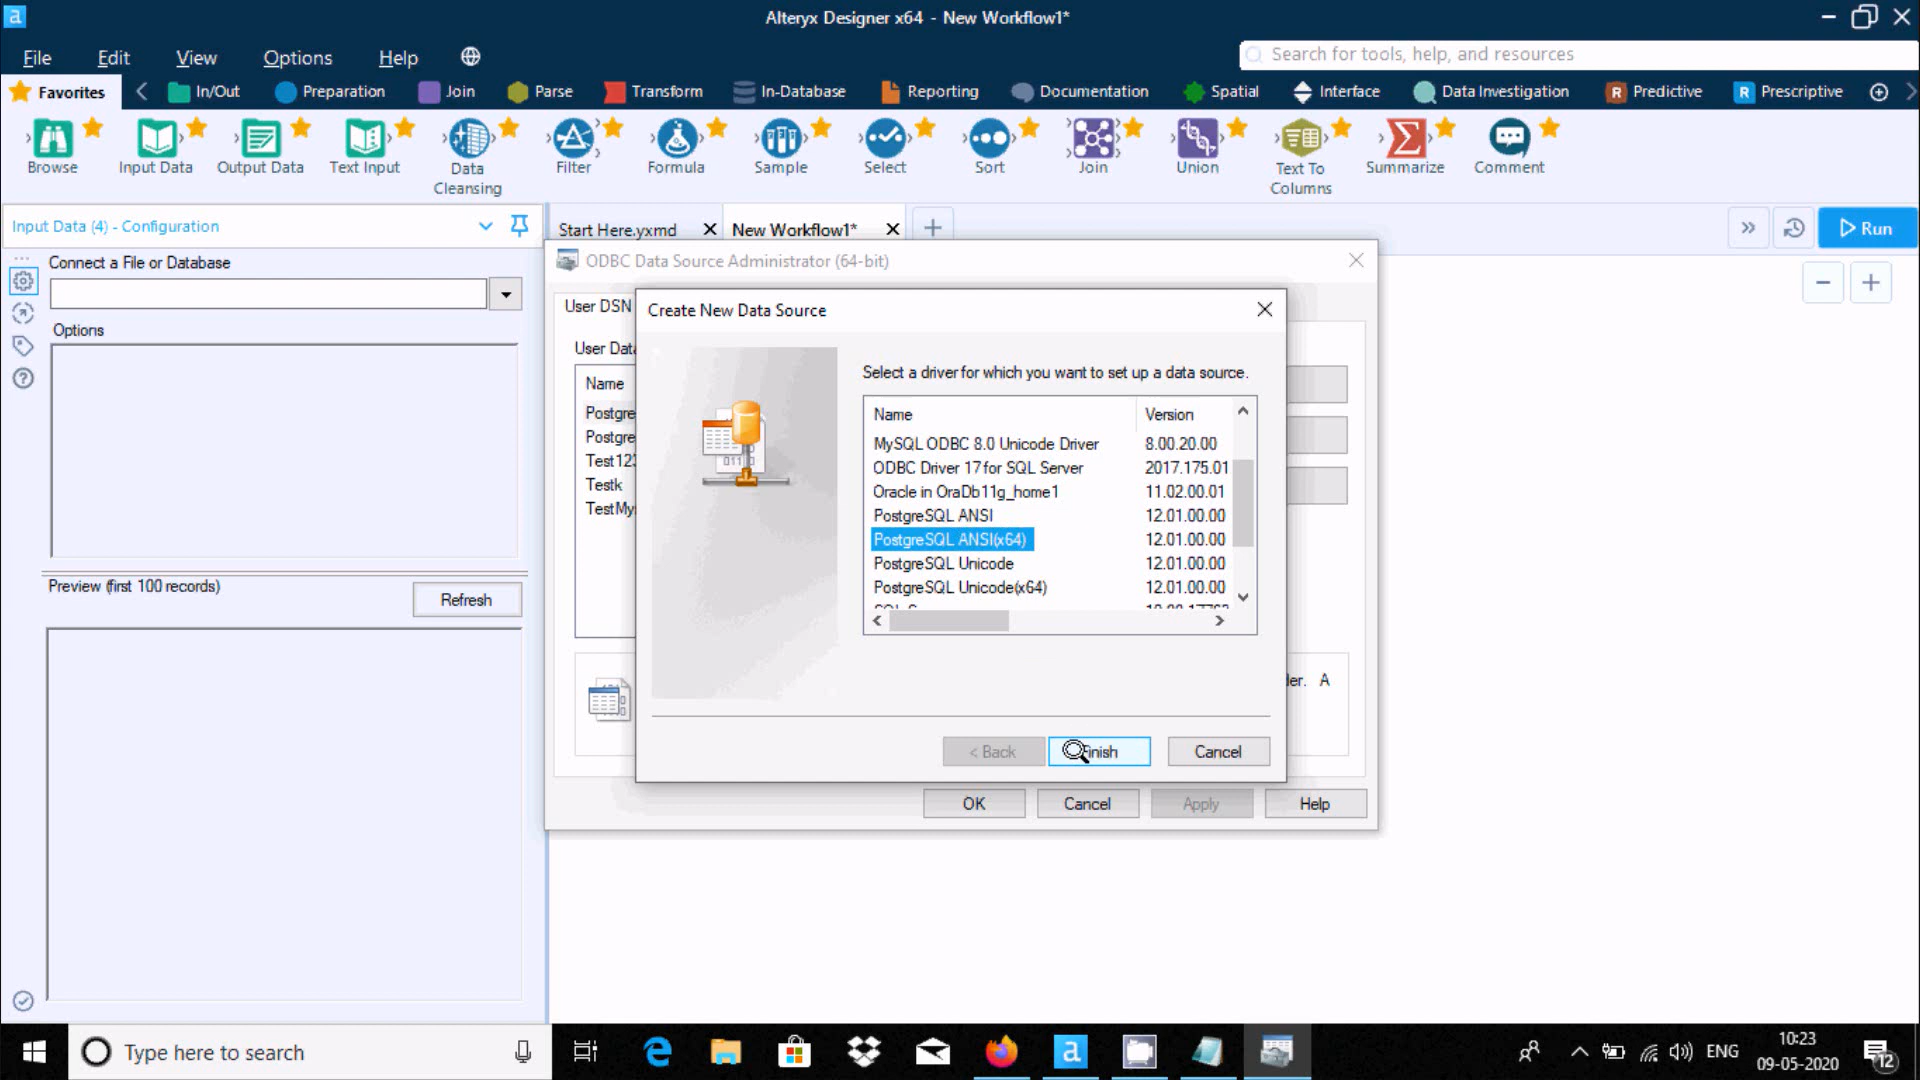 a
Alteryx Designer x64 - New Workflow1*
File Edit View Options Help
Search for tools, help, and resources
Favorites In/Out Preparation Join Parse Transform In-Database Reporting Documentation Spatial Interface Data Investigation R Predictive R Prescriptive
Browse Input Data Output Data Text Input Data Cleansing Filter Formula Sample Select Sort Join Union Text To Columns Summarize Comment
Input Data (4) - Configuration
Start Here.yxmd New Workflow1*
Run
Connect a File or Database
Options
Preview (first 100 records)
Refresh
ODBC Data Source Administrator (64-bit)
User DSN
User Data
Name
Postgre
Postgre
Test123
Testk
TestMy
der. A
OK Cancel Apply Help
Create New Data Source
Select a driver for which you want to set up a data source.
Name Version
MySQL ODBC 8.0 Unicode Driver 8.00.20.00
ODBC Driver 17 for SQL Server 2017.175.01
Oracle in OraDb11g_home1 11.02.00.01
PostgreSQL ANSI 12.01.00.00
PostgreSQL ANSI(x64) 12.01.00.00
PostgreSQL Unicode 12.01.00.00
PostgreSQL Unicode(x64) 12.01.00.00
< Back Finish Cancel
Type here to search
a
ENG
10:23
09-05-2020
12